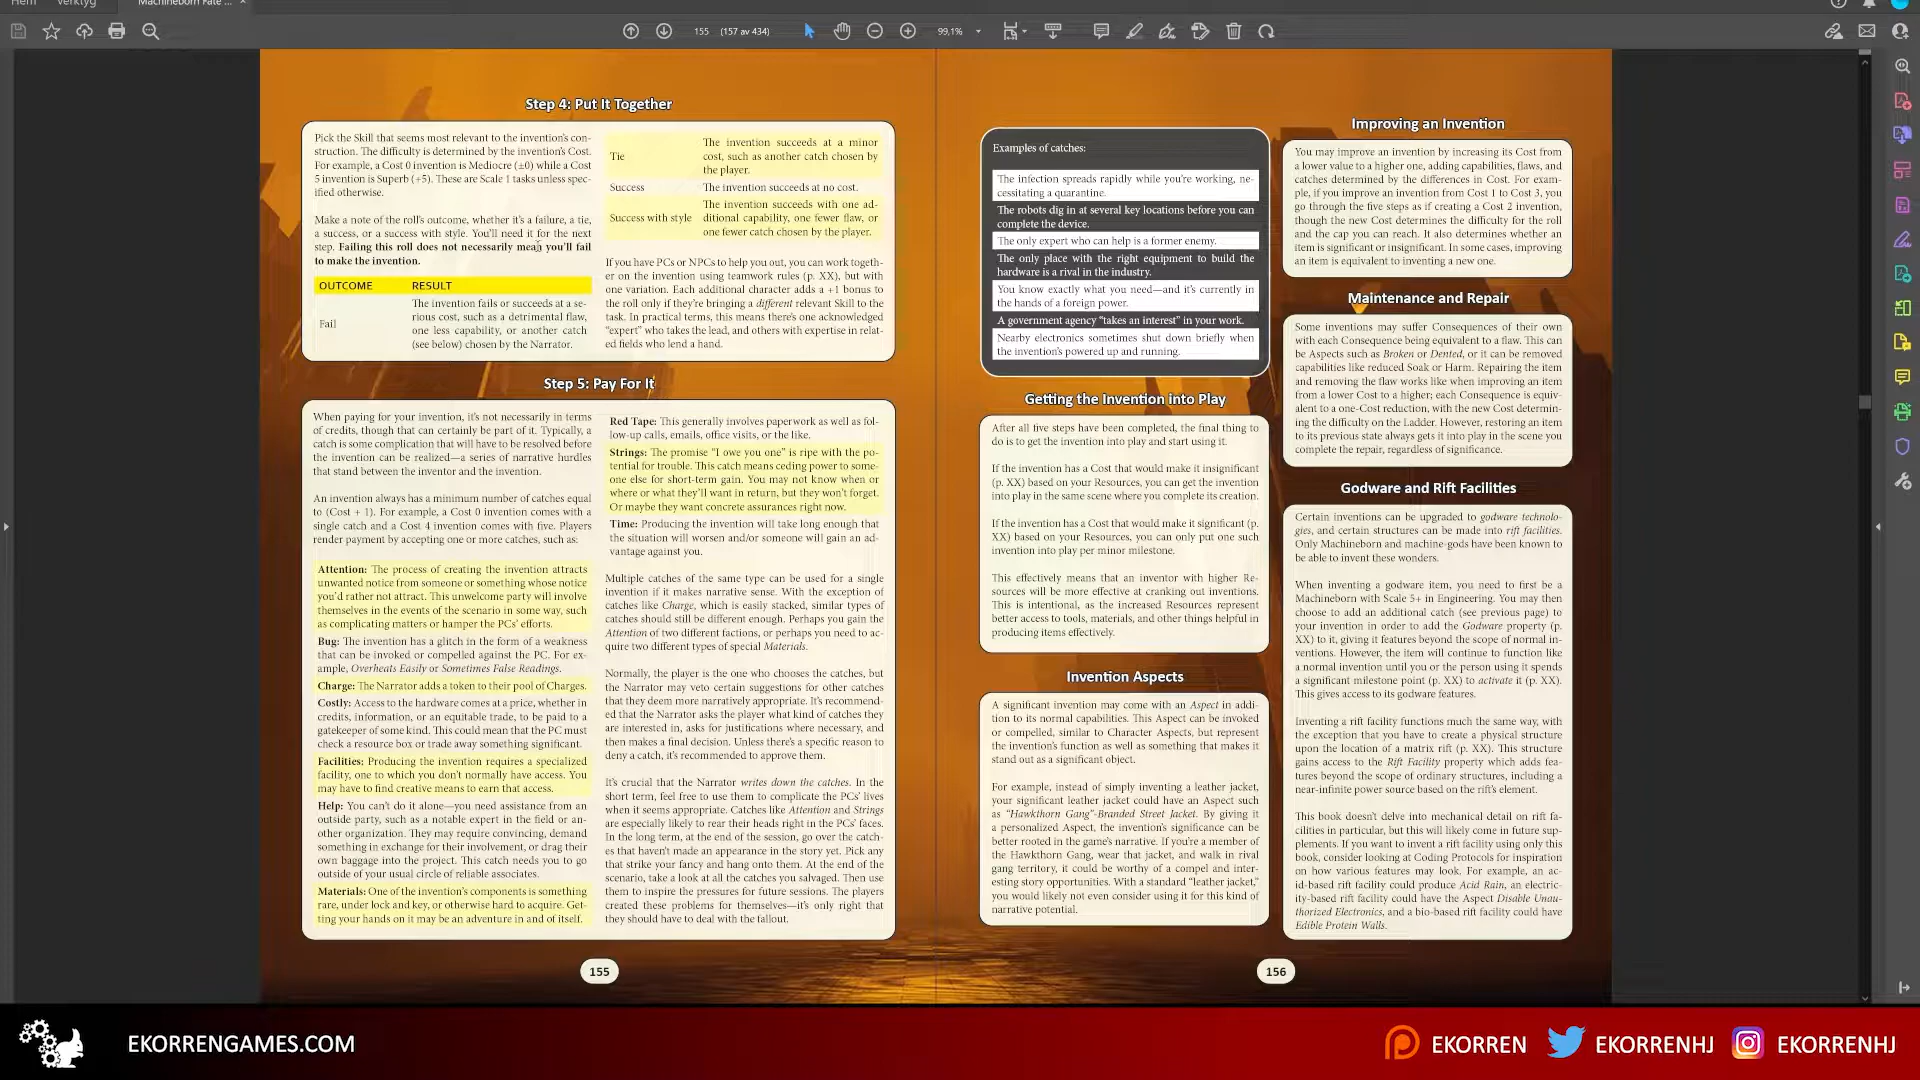 Hem
Verktyg
Machineborn Fate ...
155
(157 av 434)
99,1%
Step 4: Put It Together
Pick the Skill that seems most relevant to the invention's con-
struction. The difficulty is determined by the invention's Cost.
For example, a Cost 0 invention is Mediocre (±0) while a Cost
5 invention is Superb (+5). These are Scale 1 tasks unless spec-
ified otherwise.
Make a note of the roll's outcome, whether it's a failure, a tie,
a success, or a success with style. You'll need it for the next
step. Failing this roll does not necessarily mean you'll fail
to make the invention.
OUTCOME RESULT
Fail
The invention fails or succeeds at a se-
rious cost, such as a detrimental flaw,
one less capability, or another catch
(see below) chosen by the Narrator.
Tie
The invention succeeds at a minor
cost, such as another catch chosen by
the player.
Success The invention succeeds at no cost.
Success with style
The invention succeeds with one ad-
ditional capability, one fewer flaw, or
one fewer catch chosen by the player.
If you have PCs or NPCs to help you out, you can work togeth-
er on the invention using teamwork rules (p. XX), but with
one variation. Each additional character adds a +1 bonus to
the roll only if they're bringing a different relevant Skill to the
task. In practical terms, this means there's one acknowledged
"expert" who takes the lead, and others with expertise in relat-
ed fields who lend a hand.
Step 5: Pay For It
When paying for your invention, it's not necessarily in terms
of credits, though that can certainly be part of it. Typically, a
catch is some complication that will have to be resolved before
the invention can be realized—a series of narrative hurdles
that stand between the inventor and the invention.
An invention always has a minimum number of catches equal
to (Cost + 1). For example, a Cost 0 invention comes with a
single catch and a Cost 4 invention comes with five. Players
render payment by accepting one or more catches, such as:
Attention: The process of creating the invention attracts
unwanted notice from someone or something whose notice
you'd rather not attract. This unwelcome party will involve
themselves in the events of the scenario in some way, such
as complicating matters or hamper the PCs' efforts.
Bug: The invention has a glitch in the form of a weakness
that can be invoked or compelled against the PC. For ex-
ample, Overheats Easily or Sometimes False Readings.
Charge: The Narrator adds a token to their pool of Charges.
Costly: Access to the hardware comes at a price, whether in
credits, information, or an equitable trade, to be paid to a
gatekeeper of some kind. This could mean that the PC must
check a resource box or trade away something significant.
Facilities: Producing the invention requires a specialized
facility, one to which you don't normally have access. You
may have to find creative means to earn that access.
Help: You can't do it alone—you need assistance from an
outside party, such as a notable expert in the field or an-
other organization. They may require convincing, demand
something in exchange for their involvement, or drag their
own baggage into the project. This catch needs you to go
outside of your usual circle of reliable associates.
Materials: One of the invention's components is something
rare, under lock and key, or otherwise hard to acquire. Get-
ting your hands on it may be an adventure in and of itself.
Red Tape: This generally involves paperwork as well as fol-
low-up calls, emails, office visits, or the like.
Strings: The promise "I owe you one" is ripe with the po-
tential for trouble. This catch means ceding power to some-
one else for short-term gain. You may not know when or
where or what they'll want in return, but they won't forget.
Or maybe they want concrete assurances right now.
Time: Producing the invention will take long enough that
the situation will worsen and/or someone will gain an ad-
vantage against you.
Multiple catches of the same type can be used for a single
invention if it makes narrative sense. With the exception of
catches like Charge, which is easily stacked, similar types of
catches should still be different enough. Perhaps you gain the
Attention of two different factions, or perhaps you need to ac-
quire two different types of special Materials.
Normally, the player is the one who chooses the catches, but
the Narrator may veto certain suggestions for other catches
that they deem more narratively appropriate. It's recommend-
ed that the Narrator asks the player what kind of catches they
are interested in, asks for justifications where necessary, and
then makes a final decision. Unless there's a specific reason to
deny a catch, it's recommended to approve them.
It's crucial that the Narrator writes down the catches. In the
short term, feel free to use them to complicate the PCs' lives
when it seems appropriate. Catches like Attention and Strings
are especially likely to rear their heads right in the PCs' faces.
In the long term, at the end of the session, go over the catch-
es that haven't made an appearance in the story yet. Pick any
that strike your fancy and hang onto them. At the end of the
scenario, take a look at all the catches you salvaged. Then use
them to inspire the pressures for future sessions. The players
created these problems for themselves—it's only right that
they should have to deal with the fallout.
155
Examples of catches:
The infection spreads rapidly while you're working, ne-
cessitating a quarantine.
The robots dig in at several key locations before you can
complete the device.
The only expert who can help is a former enemy.
The only place with the right equipment to build the
hardware is a rival in the industry.
You know exactly what you need—and it's currently in
the hands of a foreign power.
A government agency "takes an interest" in your work.
Nearby electronics sometimes shut down briefly when
the invention's powered up and running.
Getting the Invention into Play
After all five steps have been completed, the final thing to
do is to get the invention into play and start using it.
If the invention has a Cost that would make it insignificant
(p. XX) based on your Resources, you can get the invention
into play in the same scene where you complete its creation.
If the invention has a Cost that would make it significant (p.
XX) based on your Resources, you can only put one such
invention into play per minor milestone.
This effectively means that an inventor with higher Re-
sources will be more effective at cranking out inventions.
This is intentional, as the increased Resources represent
better access to tools, materials, and other things helpful in
producing items effectively.
Invention Aspects
A significant invention may come with an Aspect in addi-
tion to its normal capabilities. This Aspect can be invoked
or compelled, similar to Character Aspects, but represent
the invention's function as well as something that makes it
stand out as a significant object.
For example, instead of simply inventing a leather jacket,
your significant leather jacket could have an Aspect such
as "Hawkthorn Gang"-Branded Street Jacket. By giving it
a personalized Aspect, the invention's significance can be
better rooted in the game's narrative. If you're a member of
the Hawkthorn Gang, wear that jacket, and walk in rival
gang territory, it could be worthy of a compel and inter-
esting story opportunities. With a standard "leather jacket,"
you would likely not even consider using it for this kind of
narrative potential.
Improving an Invention
You may improve an invention by increasing its Cost from
a lower value to a higher one, adding capabilities, flaws, and
catches determined by the differences in Cost. For exam-
ple, if you improve an invention from Cost 1 to Cost 3, you
go through the five steps as if creating a Cost 2 invention,
though the new Cost determines the difficulty for the roll
and the cap you can reach. It also determines whether an
item is significant or insignificant. In some cases, improving
an item is equivalent to inventing a new one.
Maintenance and Repair
Some inventions may suffer Consequences of their own
with each Consequence being equivalent to a flaw. This can
be Aspects such as Broken or Dented, or it can be removed
capabilities like reduced Soak or Harm. Repairing the item
and removing the flaw works like when improving an item
from a lower Cost to a higher; each Consequence is equiv-
alent to a one-Cost reduction, with the new Cost determin-
ing the difficulty on the Ladder. However, restoring an item
to its previous state always gets it into play in the scene you
complete the repair, regardless of significance.
Godware and Rift Facilities
Certain inventions can be upgraded to godware technolo-
gies, and certain structures can be made into rift facilities.
Only Machineborn and machine-gods have been known to
be able to invent these wonders.
When inventing a godware item, you need to first be a
Machineborn with Scale 5+ in Engineering. You may then
choose to add an additional catch (see previous page) to
your invention in order to add the Godware property (p.
XX) to it, giving it features beyond the scope of normal in-
ventions. However, the item will continue to function like
a normal invention until you or the person using it spends
a significant milestone point (p. XX) to activate it (p. XX).
This gives access to its godware features.
Inventing a rift facility functions much the same way, with
the exception that you have to create a physical structure
upon the location of a matrix rift (p. XX). This structure
gains access to the Rift Facility property which adds fea-
tures beyond the scope of ordinary structures, including a
near-infinite power source based on the rift's element.
This book doesn't delve into mechanical detail on rift fa-
cilities in particular, but this will likely come in future sup-
plements. If you want to invent a rift facility using only this
book, consider looking at Coding Protocols for inspiration
on how various features may look. For example, an ac-
id-based rift facility could produce Acid Rain, an electric-
ity-based rift facility could have the Aspect Disable Unau-
thorized Electronics, and a bio-based rift facility could have
Edible Protein Walls.
156
EKORRENGAMES.COM
EKORREN
EKORRENHJ
EKORRENHJ